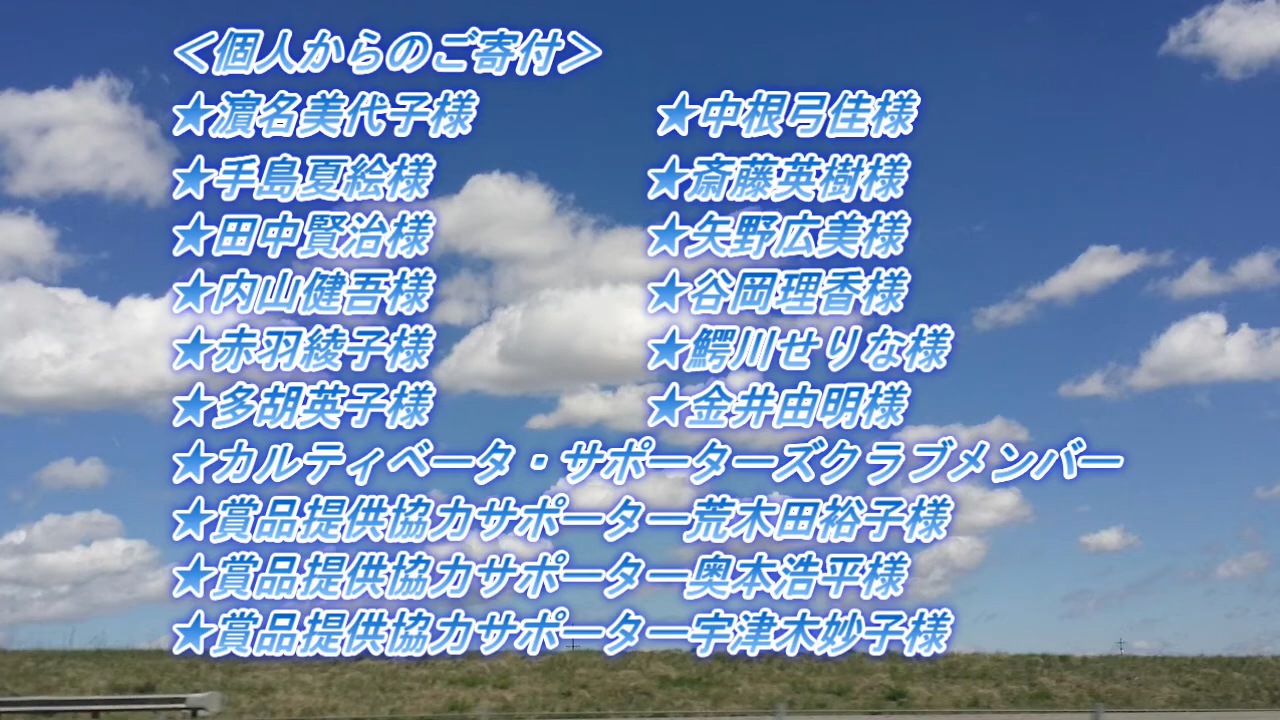 ＜個人からのご寄付＞
★濵名美代子様 ★中根弓佳様
★手島夏絵様 ★斎藤英樹様
★田中賢治様 ★矢野広美様
★内山健吾様 ★谷岡理香様
★赤羽綾子様 ★鰐川せりな様
★多胡英子様 ★金井由明様
★カルティベータ・サポーターズクラブメンバー
★賞品提供協力サポーター荒木田裕子様
★賞品提供協力サポーター奥本浩平様
★賞品提供協力サポーター宇津木妙子様